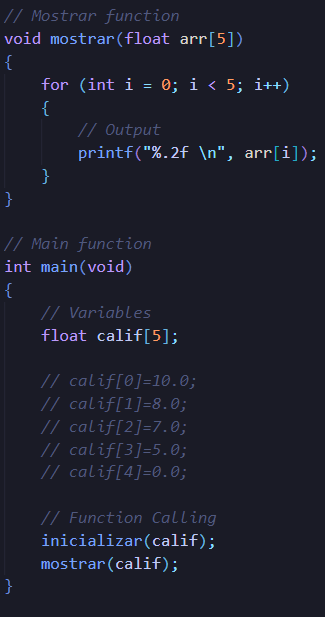 // Mostrar function
void mostrar(float arr[5])
{
for (int i = 0; i < 5; i++)
{
// Output
printf("%.2f \n", arr[i]);
}
}
// Main function
int main(void)
{
// Variables
float calif[5];
// calif[0]=10.0;
// calif[1]=8.0;
// calif[2]=7.0;
// calif[3]=5.0;
// calif[4]=0.0;
// Function Calling
inicializar(calif);
mostrar(calif);
}